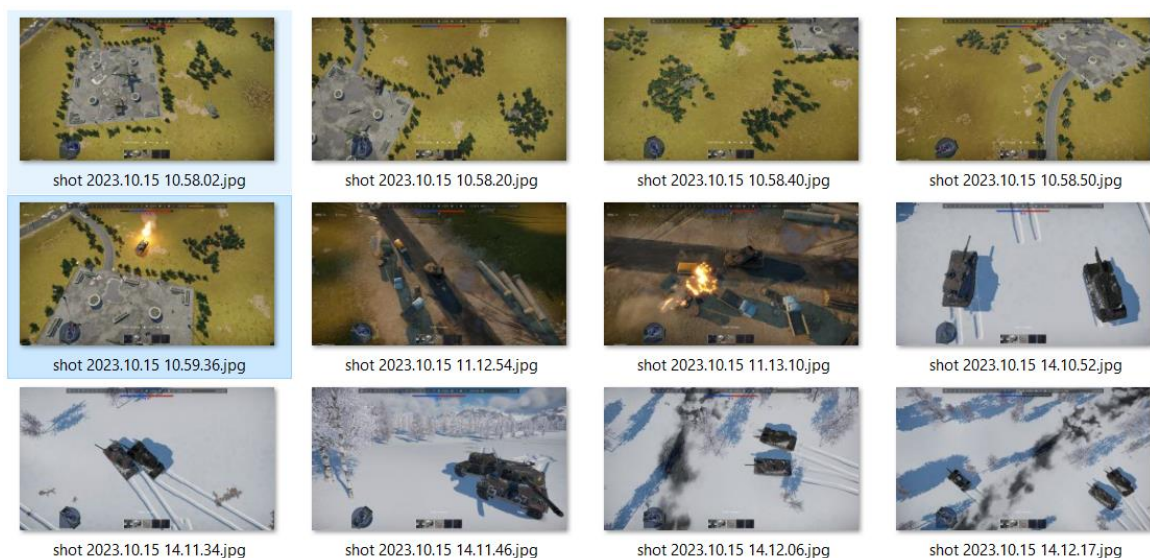 shot 2023.10.15 10.58.02.jpg
shot 2023.10.15 10.58.20.jpg
shot 2023.10.15 10.58.40.jpg
shot 2023.10.15 10.58.50.jpg
shot 2023.10.15 10.59.36.jpg
shot 2023.10.15 11.12.54.jpg
shot 2023.10.15 11.13.10.jpg
shot 2023.10.15 14.10.52.jpg
shot 2023.10.15 14.11.34.jpg
shot 2023.10.15 14.11.46.jpg
shot 2023.10.15 14.12.06.jpg
shot 2023.10.15 14.12.17.jpg